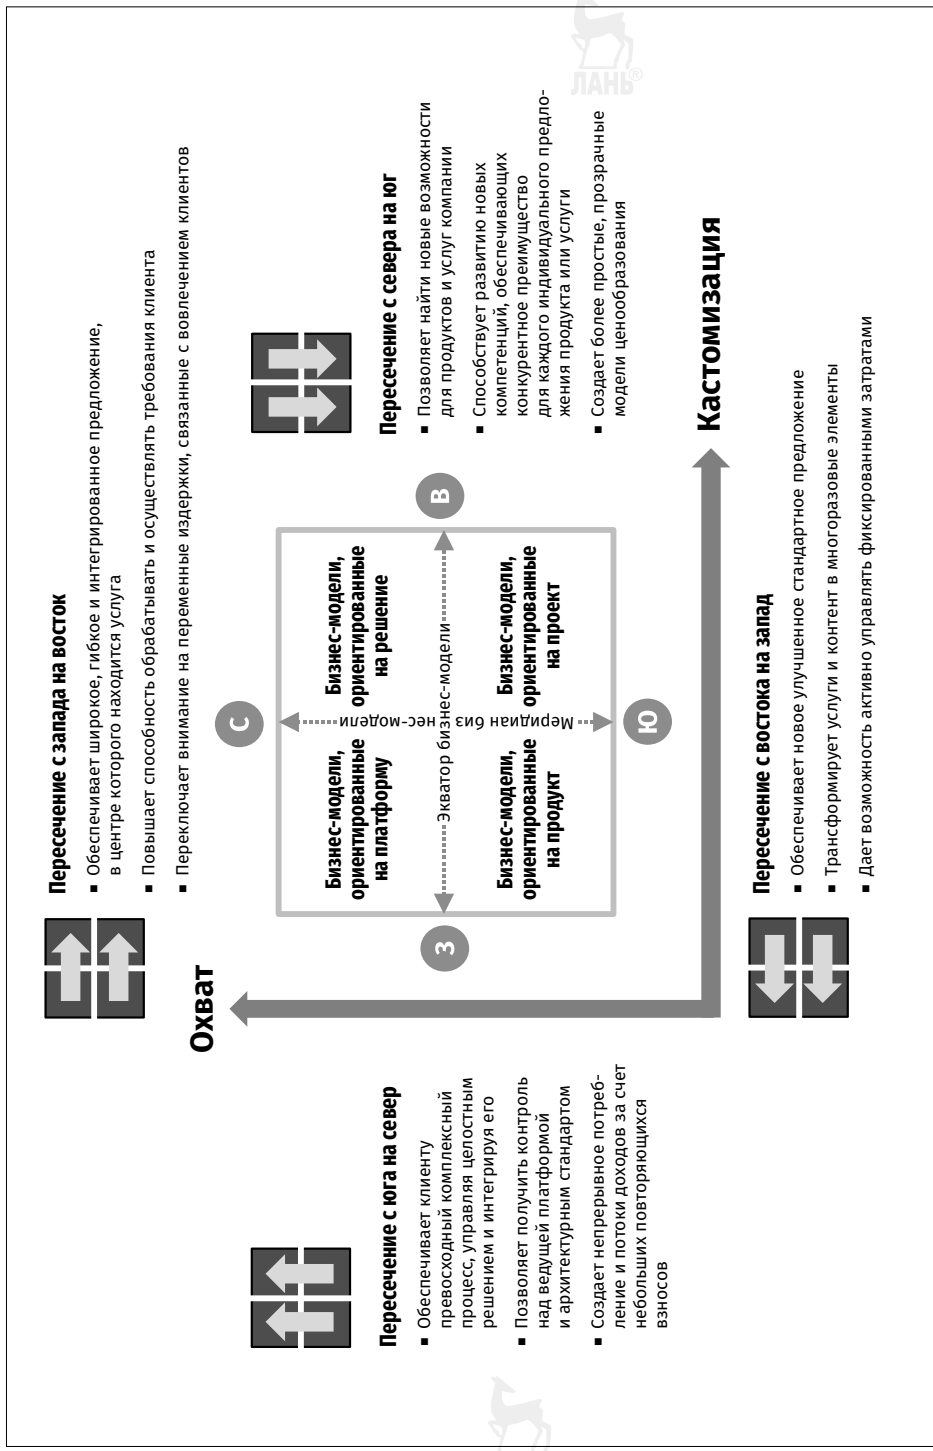 Пересечение с запада на восток
▪ Обеспечивает широкое, гибкое и интегрированное предложение,
в центре которого находится услуга
▪ Повышает способность обрабатывать и осуществлять требования клиента
▪ Переключает внимание на переменные издержки, связанные с вовлечением клиентов
Охват
Пересечение с юга на север
▪ Обеспечивает клиенту
превосходный комплексный
процесс, управляя целостным
решением и интегрируя его
▪ Позволяет получить контроль
над ведущей платформой
и архитектурным стандартом
▪ Создает непрерывное потреб-
ление и потоки доходов за счет
небольших повторяющихся
взносов
С
З
В
Ю
Бизнес-модели,
ориентированные
на платформу
Бизнес-модели,
ориентированные
на решение
Экватор бизнес-модели
Меридиан бизнес-модели
Бизнес-модели,
ориентированные
на продукт
Бизнес-модели,
ориентированные
на проект
Пересечение с севера на юг
▪ Позволяет найти новые возможности
для продуктов и услуг компании
▪ Способствует развитию новых
компетенций, обеспечивающих
конкурентное преимущество
для каждого индивидуального предло-
жения продукта или услуги
▪ Создает более простые, прозрачные
модели ценообразования
Кастомизация
Пересечение с востока на запад
▪ Обеспечивает новое улучшенное стандартное предложение
▪ Трансформирует услуги и контент в многоразовые элементы
▪ Дает возможность активно управлять фиксированными затратами
ЛАНЬ®